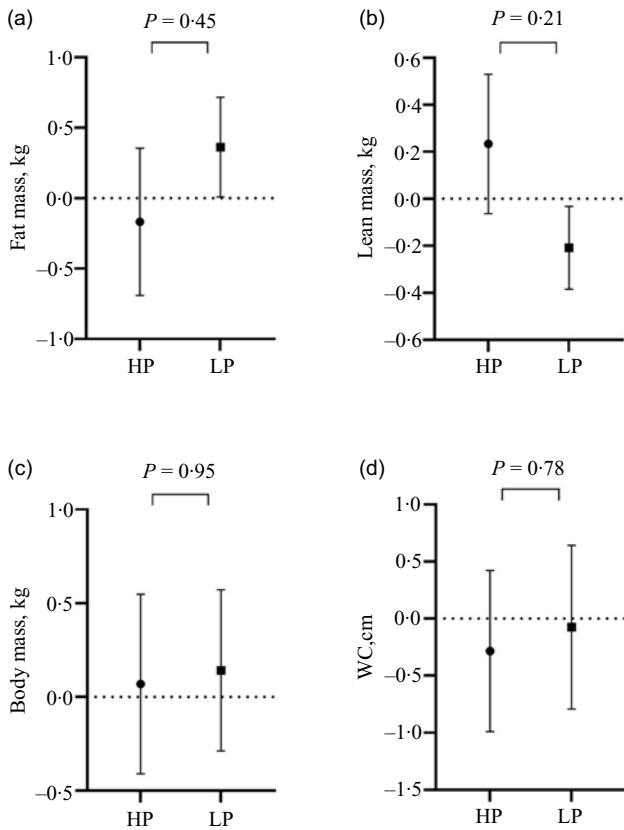 (a)
P = 0·45
1·0
0·5
0·0
–0·5
–1·0
Fat mass, kg
HP LP
(b)
P = 0·21
0·6
0·4
0·2
0·0
–0·2
–0·4
–0·6
Lean mass, kg
HP LP
(c)
P = 0·95
1·0
0·5
0·0
–0·5
Body mass, kg
HP LP
(d)
P = 0·78
1·0
0·5
0·0
–0·5
–1·0
–1·5
WC,cm
HP LP